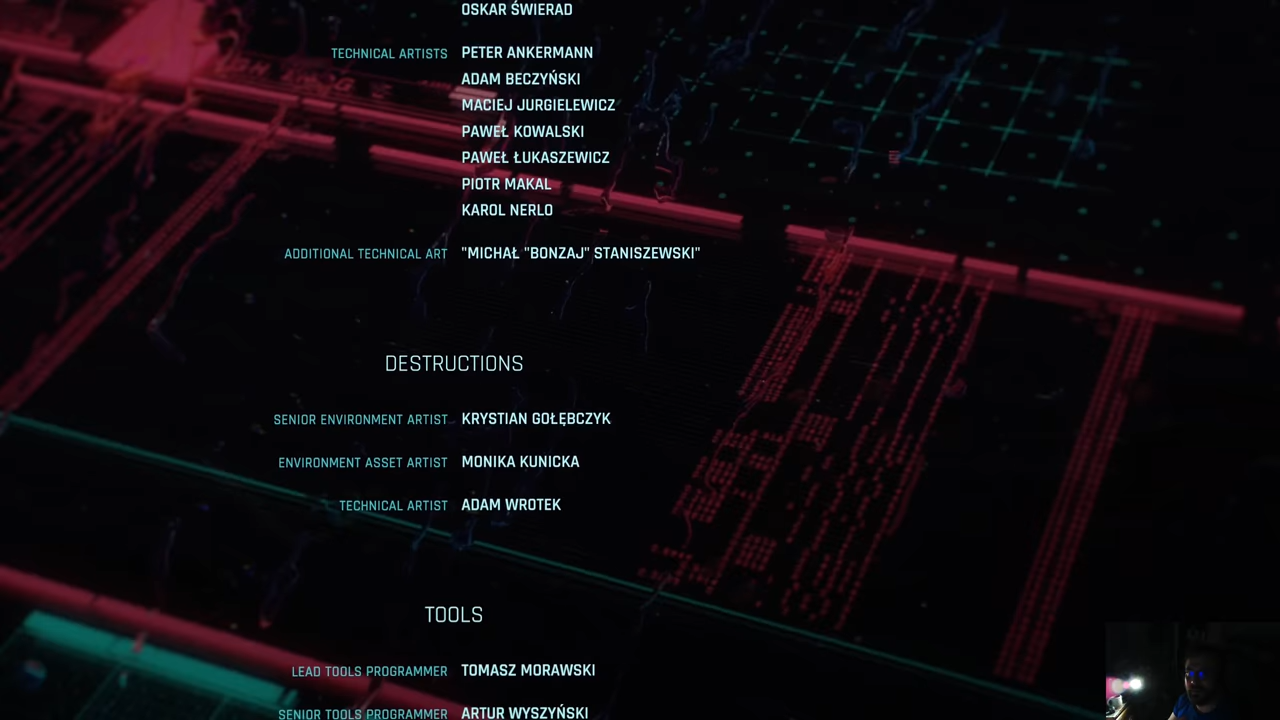 OSKAR ŚWIERAD
TECHNICAL ARTISTS PETER ANKERMANN
ADAM BECZYŃSKI
MACIEJ JURGIELEWICZ
PAWEŁ KOWALSKI
PAWEŁ ŁUKASZEWICZ
PIOTR MAKAL
KAROL NERLO
ADDITIONAL TECHNICAL ART "MICHAŁ "BONZAJ" STANISZEWSKI"
DESTRUCTIONS
SENIOR ENVIRONMENT ARTIST KRYSTIAN GOŁĘBCZYK
ENVIRONMENT ASSET ARTIST MONIKA KUNICKA
TECHNICAL ARTIST ADAM WROTEK
TOOLS
LEAD TOOLS PROGRAMMER TOMASZ MORAWSKI
SENIOR TOOLS PROGRAMMER ARTUR WYSZYŃSKI